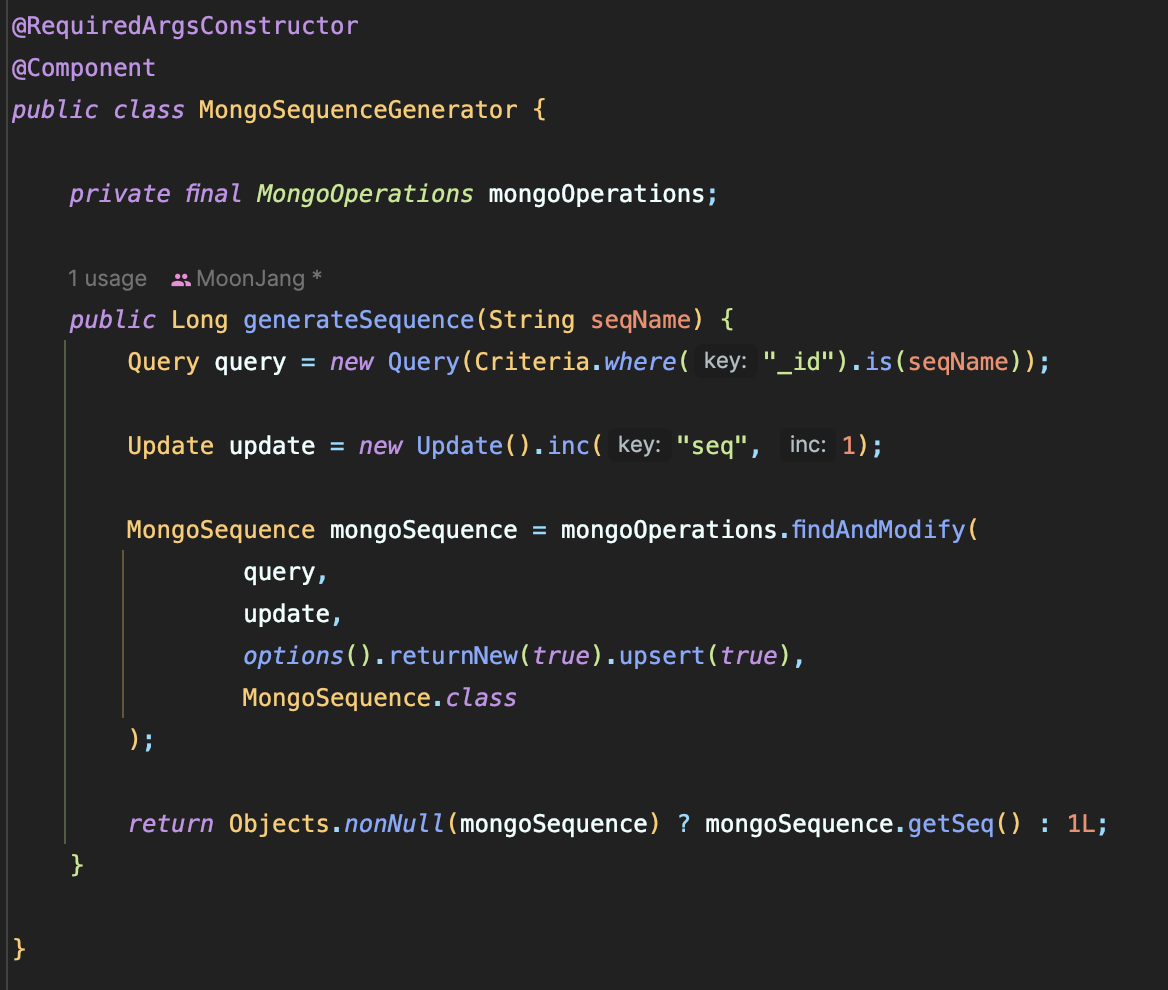 @RequiredArgsConstructor
@Component
public class MongoSequenceGenerator {
private final MongoOperations mongoOperations;
1 usage MoonJang *
public Long generateSequence(String seqName) {
Query query = new Query(Criteria.where( key: "_id").is(seqName));
Update update = new Update().inc( key: "seq", inc: 1);
MongoSequence mongoSequence = mongoOperations.findAndModify(
query,
update,
options().returnNew(true).upsert(true),
MongoSequence.class
);
return Objects.nonNull(mongoSequence) ? mongoSequence.getSeq() : 1L;
}
}